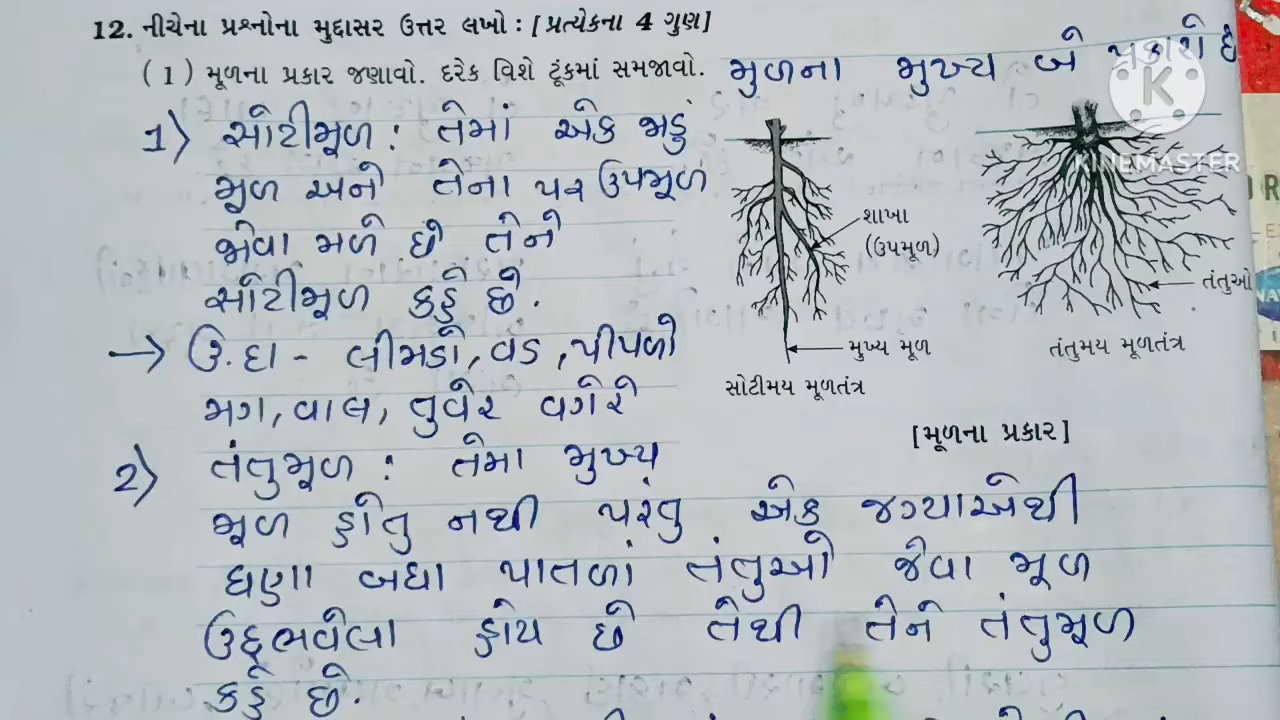 12. નીચેના પ્રશ્નોના મુદ્દાસર ઉત્તર લખો : [પ્રત્યેકના 4 ગુણ]
(1) મૂળના પ્રકાર જણાવો. દરેક વિશે ટૂંકમાં સમજાવો.
મુળના મુખ્ય બે પ્રકારો છે
1) સોટીમૂળ : તેમાં એક જાડું
મૂળ અને તેના પર ઉપમૂળ
જોવા મળે છે તેને
સોટીમૂળ કહે છે.
→ ઉ.દા - લીમડો, વડ, પીપળો
મગ, વાલ, તુવેર વગેરે
2) તંતુમૂળ : તેમા મુખ્ય
મૂળ હોતુ નથી પરંતુ એક જગ્યાએથી
ઘણા બધા પાતળાં તંતુઓ જેવા મૂળ
ઉદ્દભવેલા હોય છે તેથી તેને તંતુમૂળ
કહે છે.
શાખા
(ઉપમૂળ)
મુખ્ય મૂળ
સોટીમય મૂળતંત્ર
તંતુઓ
તંતુમય મૂળતંત્ર
[મૂળના પ્રકાર]
K
KINEMASTER